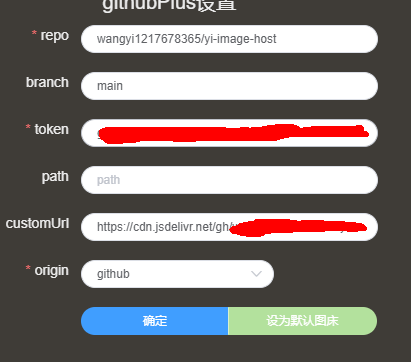 githubPlus设置
* repo wangyi1217678365/yi-image-host
branch main
* token
path path
customUrl https://cdn.jsdelivr.net/gh/
* origin github
确定 设为默认图床